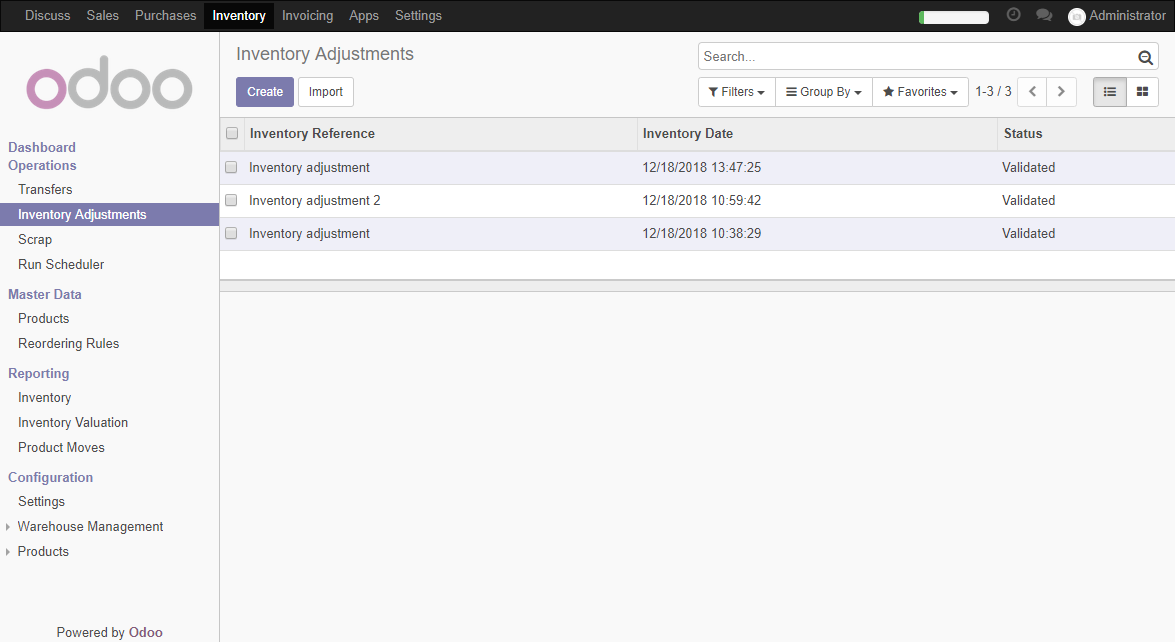 Discuss Sales Purchases Inventory Invoicing Apps Settings Administrator
odoo
Inventory Adjustments
Search...
Create Import
Filters Group By Favorites 1-3 / 3
Inventory Reference Inventory Date Status
Inventory adjustment 12/18/2018 13:47:25 Validated
Inventory adjustment 2 12/18/2018 10:59:42 Validated
Inventory adjustment 12/18/2018 10:38:29 Validated
Dashboard
Operations
Transfers
Inventory Adjustments
Scrap
Run Scheduler
Master Data
Products
Reordering Rules
Reporting
Inventory
Inventory Valuation
Product Moves
Configuration
Settings
Warehouse Management
Products
Powered by Odoo